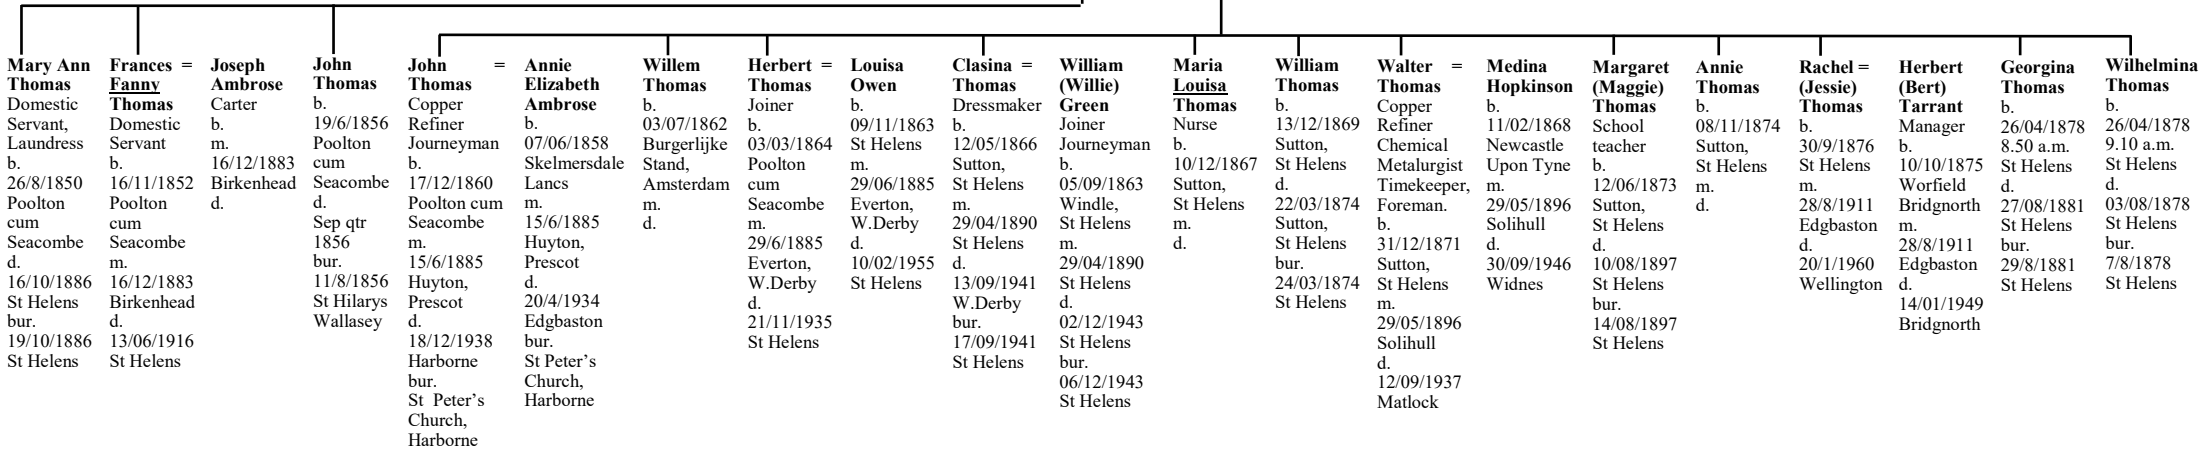 Mary Ann
Thomas
Domestic
Servant,
Laundress
b.
26/8/1850
Poolton
cum
Seacombe
d.
16/10/1886
St Helens
bur.
19/10/1886
St Helens
Frances =
Fanny
Thomas
Domestic
Servant
b.
16/11/1852
Poolton
cum
Seacombe
m.
16/12/1883
Birkenhead
d.
13/06/1916
St Helens
Joseph
Ambrose
Carter
b.
m.
16/12/1883
Birkenhead
d.
John
Thomas
b.
19/6/1856
Poolton
cum
Seacombe
d.
Sep qtr
1856
bur.
11/8/1856
St Hilarys
Wallasey
John =
Thomas
Copper
Refiner
Journeyman
b.
17/12/1860
Poolton cum
Seacombe
m.
15/6/1885
Huyton,
Prescot
d.
18/12/1938
Harborne
bur.
St Peter’s
Church,
Harborne
Annie
Elizabeth
Ambrose
b.
07/06/1858
Skelmersdale
Lancs
m.
15/6/1885
Huyton,
Prescot
d.
20/4/1934
Edgbaston
bur.
St Peter’s
Church,
Harborne
Willem
Thomas
b.
03/07/1862
Burgerlijke
Stand,
Amsterdam
m.
d.
Herbert =
Thomas
Joiner
b.
03/03/1864
Poolton
cum
Seacombe
m.
29/6/1885
Everton,
W.Derby
d.
21/11/1935
St Helens
Louisa
Owen
b.
09/11/1863
St Helens
m.
29/06/1885
Everton,
W.Derby
d.
10/02/1955
St Helens
Clasina =
Thomas
Dressmaker
b.
12/05/1866
Sutton,
St Helens
m.
29/04/1890
St Helens
d.
13/09/1941
W.Derby
bur.
17/09/1941
St Helens
William
(Willie)
Green
Joiner
Journeyman
b.
05/09/1863
Windle,
St Helens
m.
29/04/1890
St Helens
d.
02/12/1943
St Helens
bur.
06/12/1943
St Helens
Maria
Louisa
Thomas
Nurse
b.
10/12/1867
Sutton,
St Helens
m.
d.
William
Thomas
b.
13/12/1869
Sutton,
St Helens
d.
22/03/1874
Sutton,
St Helens
bur.
24/03/1874
St Helens
Walter =
Thomas
Copper
Refiner
Chemical
Metalurgist
Timekeeper,
Foreman.
b.
31/12/1871
Sutton,
St Helens
m.
29/05/1896
Solihull
d.
12/09/1937
Matlock
Medina
Hopkinson
b.
11/02/1868
Newcastle
Upon Tyne
m.
29/05/1896
Solihull
d.
30/09/1946
Widnes
Margaret
(Maggie)
Thomas
School
teacher
b.
12/06/1873
Sutton,
St Helens
d.
10/08/1897
St Helens
bur.
14/08/1897
St Helens
Annie
Thomas
b.
08/11/1874
Sutton,
St Helens
m.
d.
Rachel =
(Jessie)
Thomas
b.
30/9/1876
St Helens
m.
28/8/1911
Edgbaston
d.
20/1/1960
Wellington
Herbert
(Bert)
Tarrant
Manager
b.
10/10/1875
Worfield
Bridgnorth
m.
28/8/1911
Edgbaston
d.
14/01/1949
Bridgnorth
Georgina
Thomas
b.
26/04/1878
8.50 a.m.
St Helens
d.
27/08/1881
St Helens
bur.
29/8/1881
St Helens
Wilhelmina
Thomas
b.
26/04/1878
9.10 a.m.
St Helens
d.
03/08/1878
St Helens
bur.
7/8/1878
St Helens